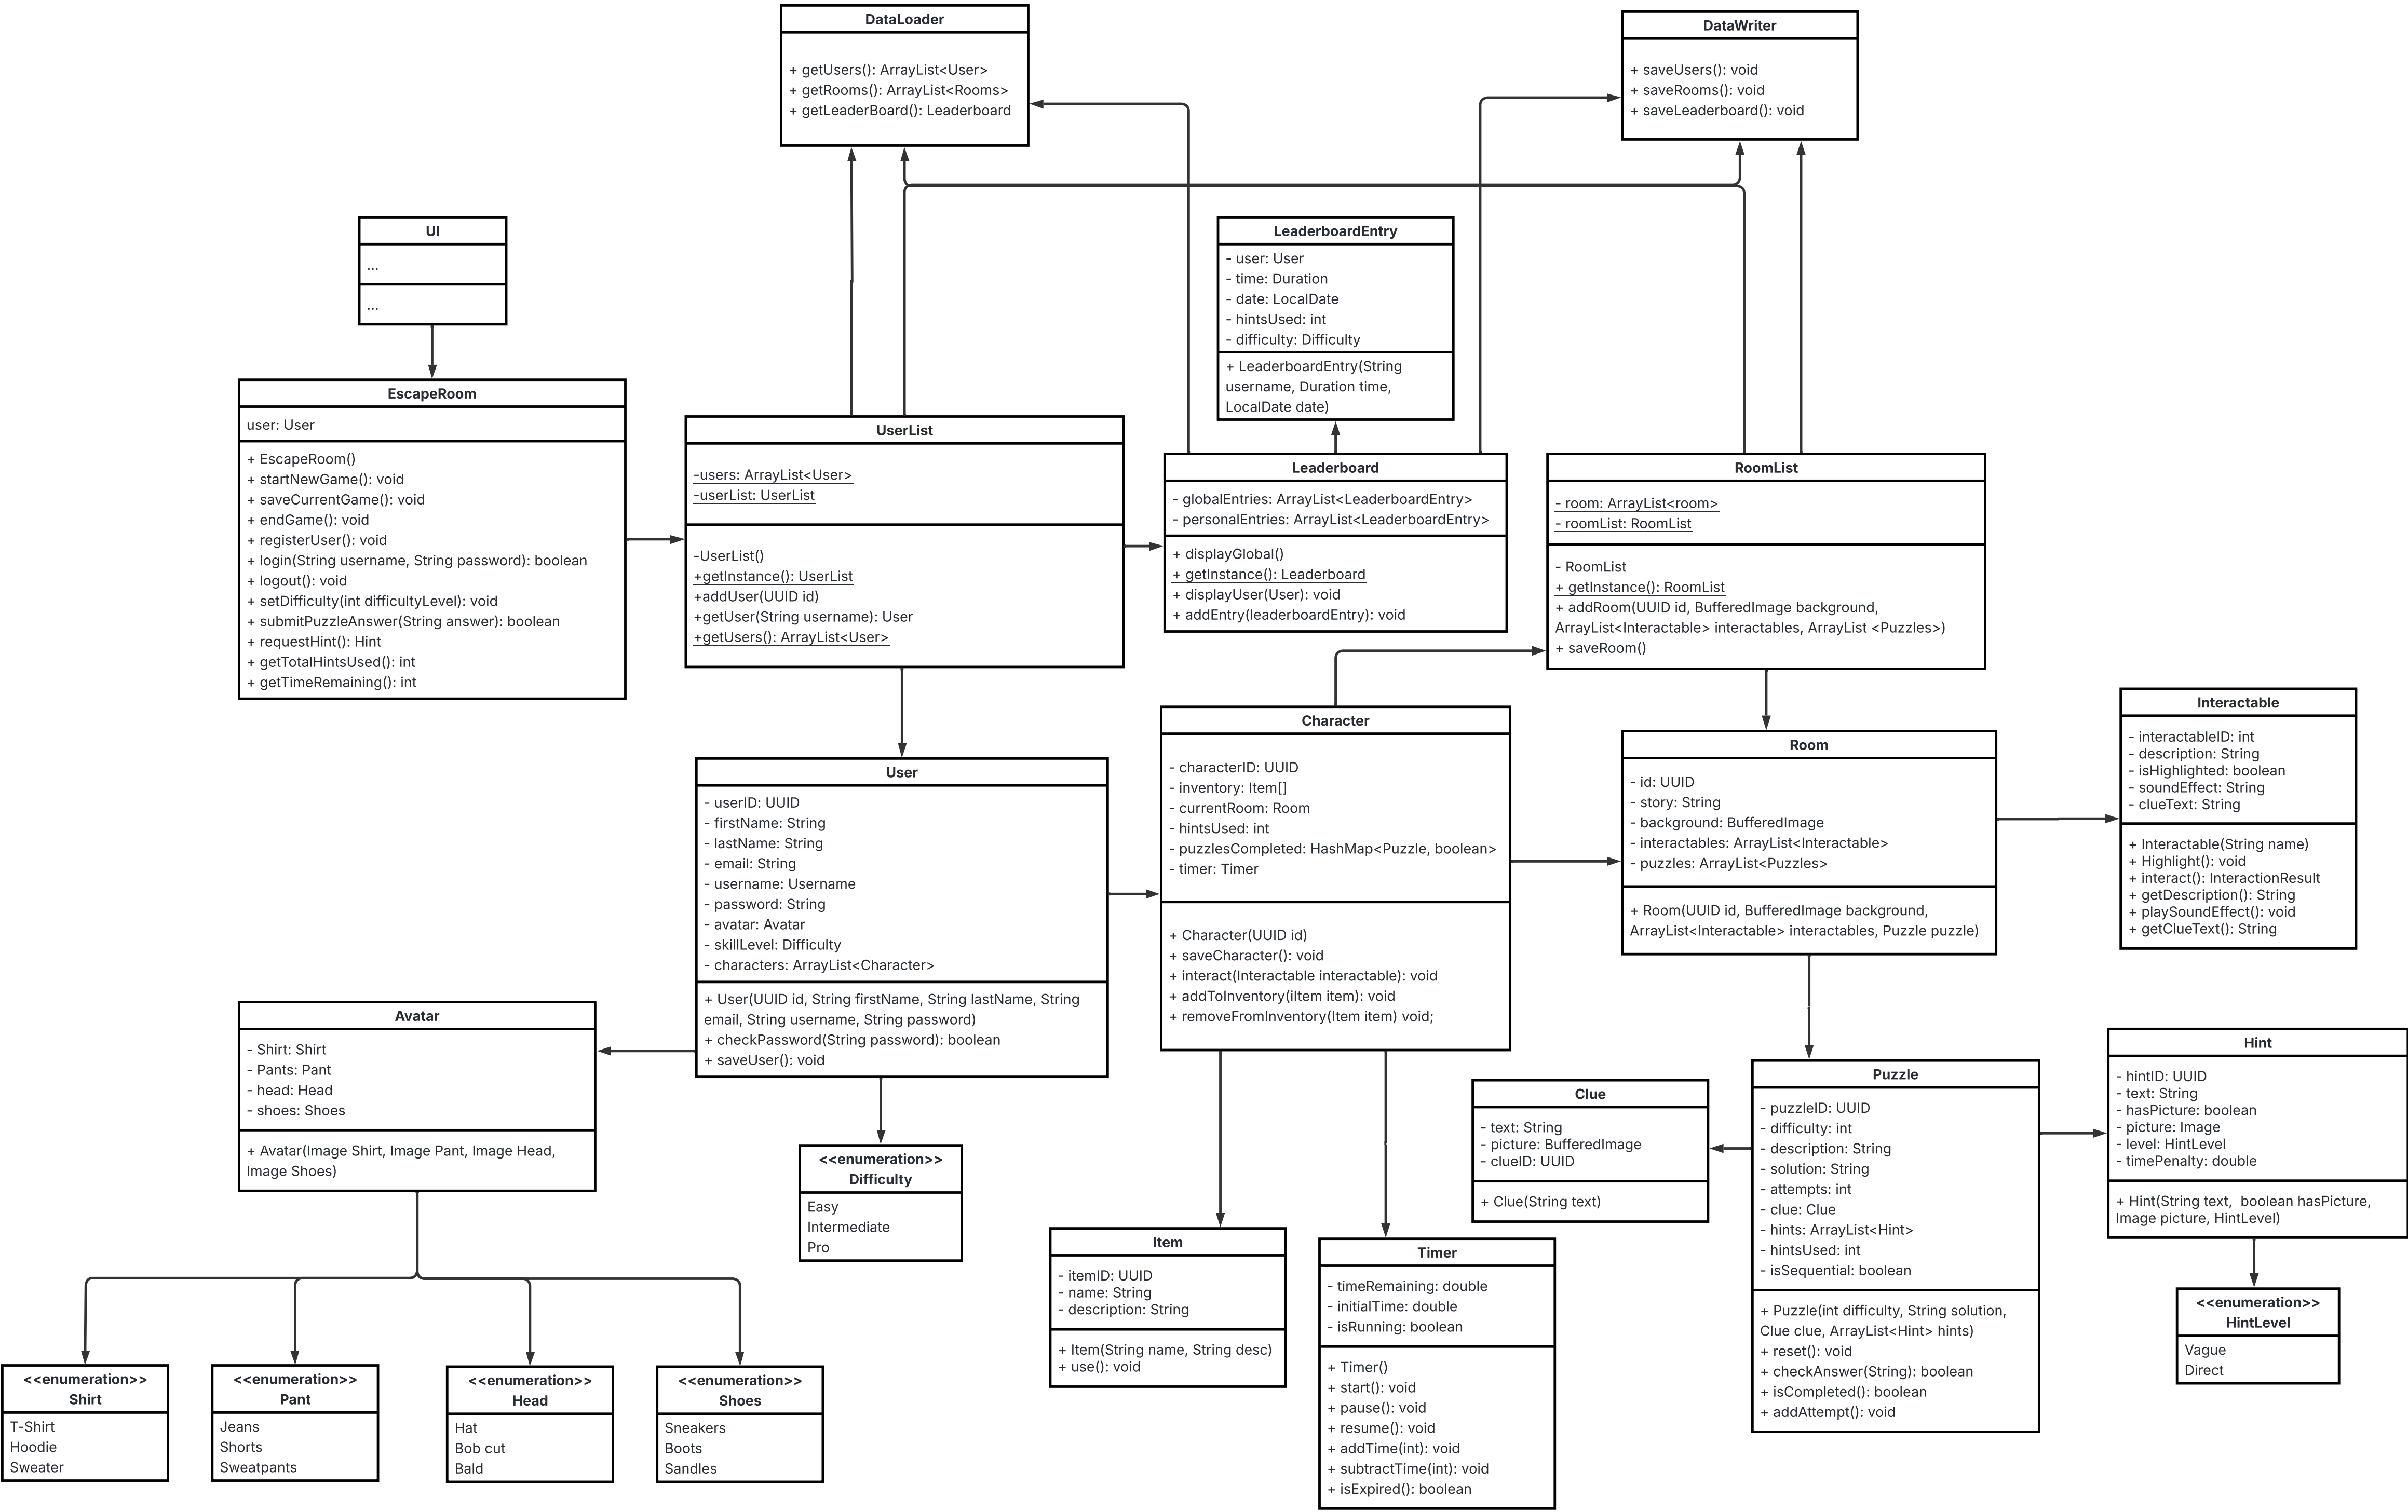 DataLoader
+ getUsers(): ArrayList<User>
+ getRooms(): ArrayList<Rooms>
+ getLeaderBoard(): Leaderboard
DataWriter
+ saveUsers(): void
+ saveRooms(): void
+ saveLeaderboard(): void
UI
...
...
LeaderboardEntry
- user: User
- time: Duration
- date: LocalDate
- hintsUsed: int
- difficulty: Difficulty
+ LeaderboardEntry(String
username, Duration time,
LocalDate date)
EscapeRoom
user: User
+ EscapeRoom()
+ startNewGame(): void
+ saveCurrentGame(): void
+ endGame(): void
+ registerUser(): void
+ login(String username, String password): boolean
+ logout(): void
+ setDifficulty(int difficultyLevel): void
+ submitPuzzleAnswer(String answer): boolean
+ requestHint(): Hint
+ getTotalHintsUsed(): int
+ getTimeRemaining(): int
UserList
-users: ArrayList<User>
-userList: UserList
-UserList()
+getInstance(): UserList
+addUser(UUID id)
+getUser(String username): User
+getUsers(): ArrayList<User>
Leaderboard
- globalEntries: ArrayList<LeaderboardEntry>
- personalEntries: ArrayList<LeaderboardEntry>
+ displayGlobal()
+ getInstance(): Leaderboard
+ displayUser(User): void
+ addEntry(leaderboardEntry): void
RoomList
- room: ArrayList<room>
- roomList: RoomList
- RoomList
+ getInstance(): RoomList
+ addRoom(UUID id, BufferedImage background,
ArrayList<Interactable> interactables, ArrayList <Puzzles>)
+ saveRoom()
User
- userID: UUID
- firstName: String
- lastName: String
- email: String
- username: Username
- password: String
- avatar: Avatar
- skillLevel: Difficulty
- characters: ArrayList<Character>
+ User(UUID id, String firstName, String lastName, String
email, String username, String password)
+ checkPassword(String password): boolean
+ saveUser(): void
Character
- characterID: UUID
- inventory: Item[]
- currentRoom: Room
- hintsUsed: int
- puzzlesCompleted: HashMap<Puzzle, boolean>
- timer: Timer
+ Character(UUID id)
+ saveCharacter(): void
+ interact(Interactable interactable): void
+ addToInventory(iItem item): void
+ removeFromInventory(Item item) void;
Room
- id: UUID
- story: String
- background: BufferedImage
- interactables: ArrayList<Interactable>
- puzzles: ArrayList<Puzzles>
+ Room(UUID id, BufferedImage background,
ArrayList<Interactable> interactables, Puzzle puzzle)
Interactable
- interactableID: int
- description: String
- isHighlighted: boolean
- soundEffect: String
- clueText: String
+ Interactable(String name)
+ Highlight(): void
+ interact(): InteractionResult
+ getDescription(): String
+ playSoundEffect(): void
+ getClueText(): String
Avatar
- Shirt: Shirt
- Pants: Pant
- head: Head
- shoes: Shoes
+ Avatar(Image Shirt, Image Pant, Image Head,
Image Shoes)
<<enumeration>>
Difficulty
Easy
Intermediate
Pro
Clue
- text: String
- picture: BufferedImage
- clueID: UUID
+ Clue(String text)
Puzzle
- puzzleID: UUID
- difficulty: int
- description: String
- solution: String
- attempts: int
- clue: Clue
- hints: ArrayList<Hint>
- hintsUsed: int
- isSequential: boolean
+ Puzzle(int difficulty, String solution,
Clue clue, ArrayList<Hint> hints)
+ reset(): void
+ checkAnswer(String): boolean
+ isCompleted(): boolean
+ addAttempt(): void
Hint
- hintID: UUID
- text: String
- hasPicture: boolean
- picture: Image
- level: HintLevel
- timePenalty: double
+ Hint(String text, boolean hasPicture,
Image picture, HintLevel)
<<enumeration>>
HintLevel
Vague
Direct
Item
- itemID: UUID
- name: String
- description: String
+ Item(String name, String desc)
+ use(): void
Timer
- timeRemaining: double
- initialTime: double
- isRunning: boolean
+ Timer()
+ start(): void
+ pause(): void
+ resume(): void
+ addTime(int): void
+ subtractTime(int): void
+ isExpired(): boolean
<<enumeration>>
Shirt
T-Shirt
Hoodie
Sweater
<<enumeration>>
Pant
Jeans
Shorts
Sweatpants
<<enumeration>>
Head
Hat
Bob cut
Bald
<<enumeration>>
Shoes
Sneakers
Boots
Sandles